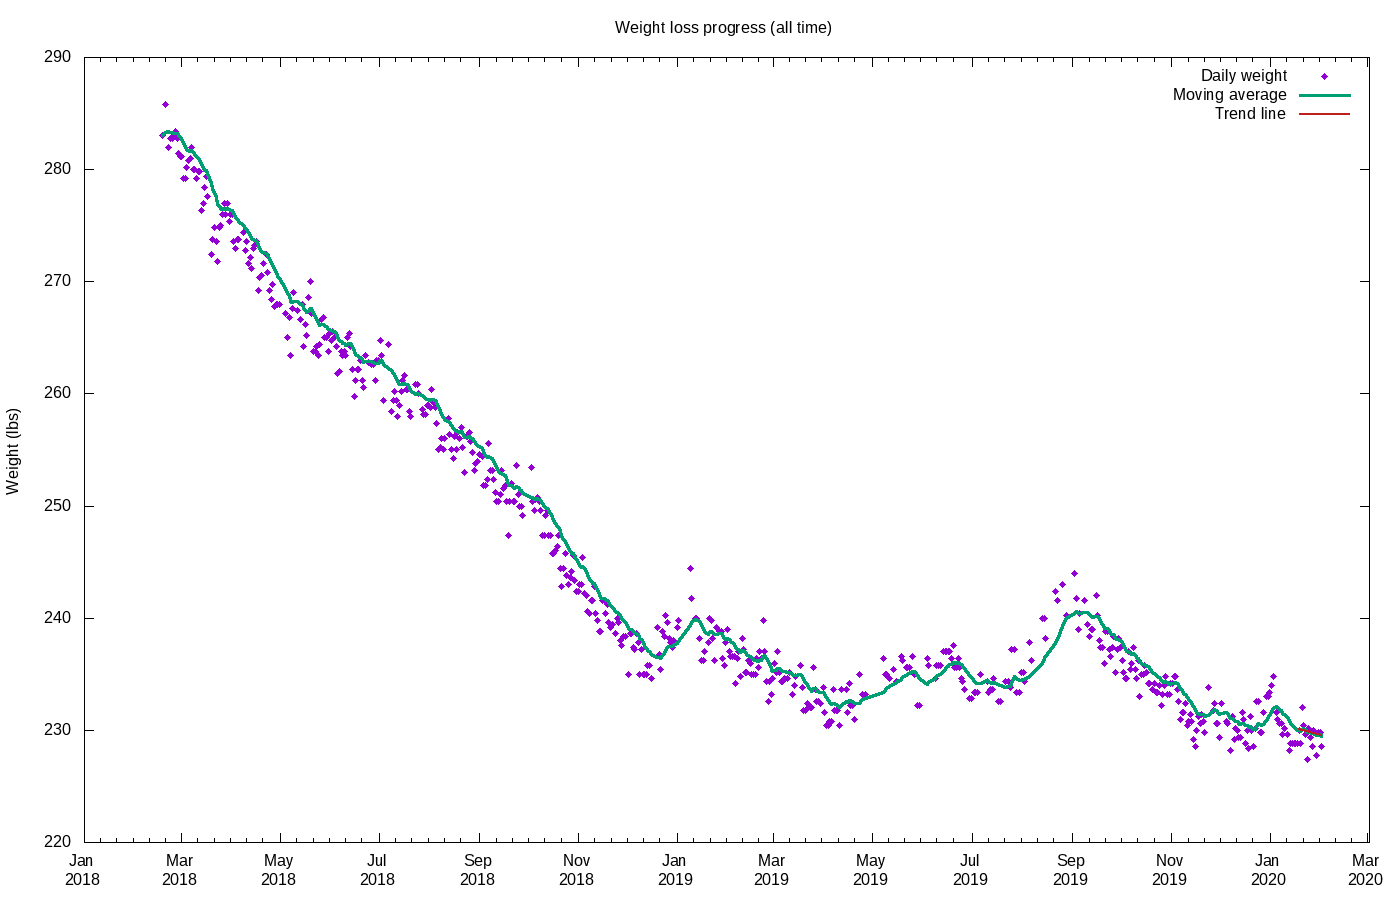 Weight loss progress (all time)
290
280
270
260
250
240
230
220
Weight (lbs)
Daily weight
Moving average
Trend line
Jan Mar May Jul Sep Nov Jan Mar May Jul Sep Nov Jan Mar
2018 2018 2018 2018 2018 2018 2019 2019 2019 2019 2019 2019 2020 2020